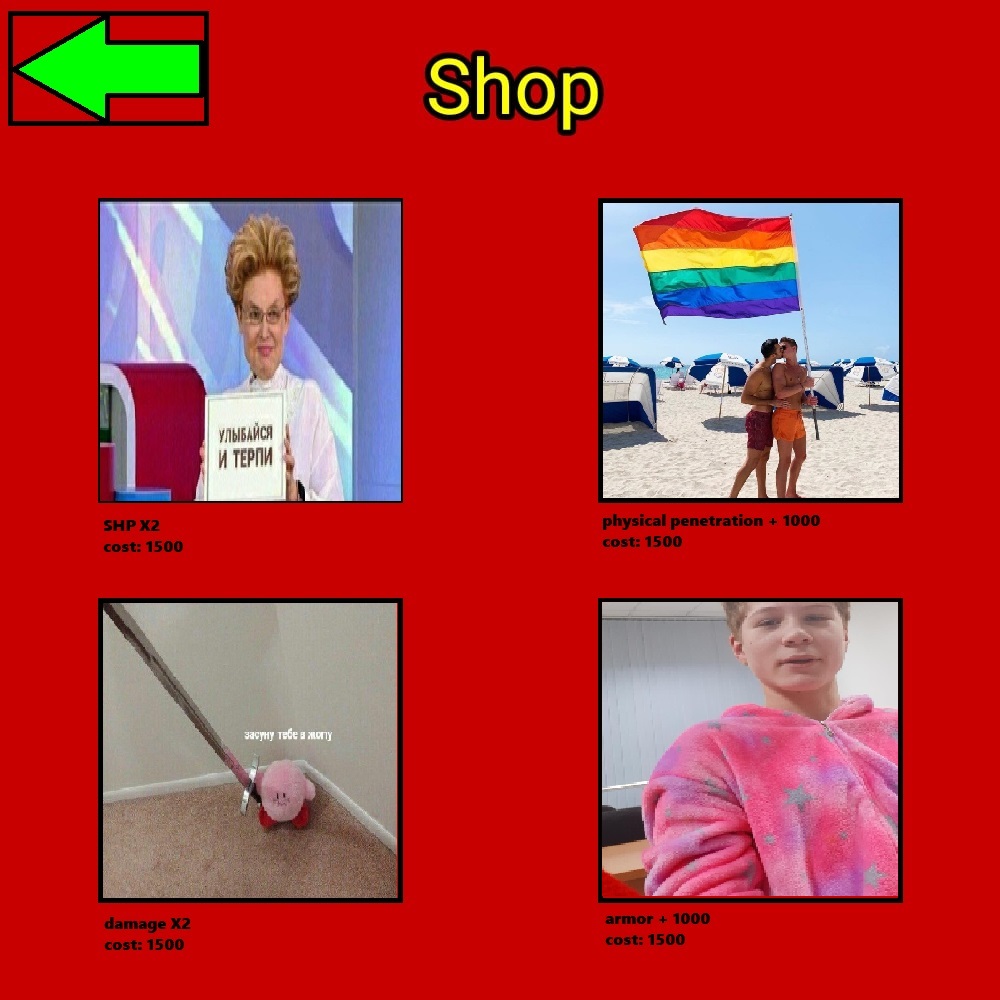 Shop
УЛЫБАЙСЯ
И ТЕРПИ
SHP X2
cost: 1500
physical penetration + 1000
cost: 1500
засуну тебе в жопу
damage X2
cost: 1500
armor + 1000
cost: 1500